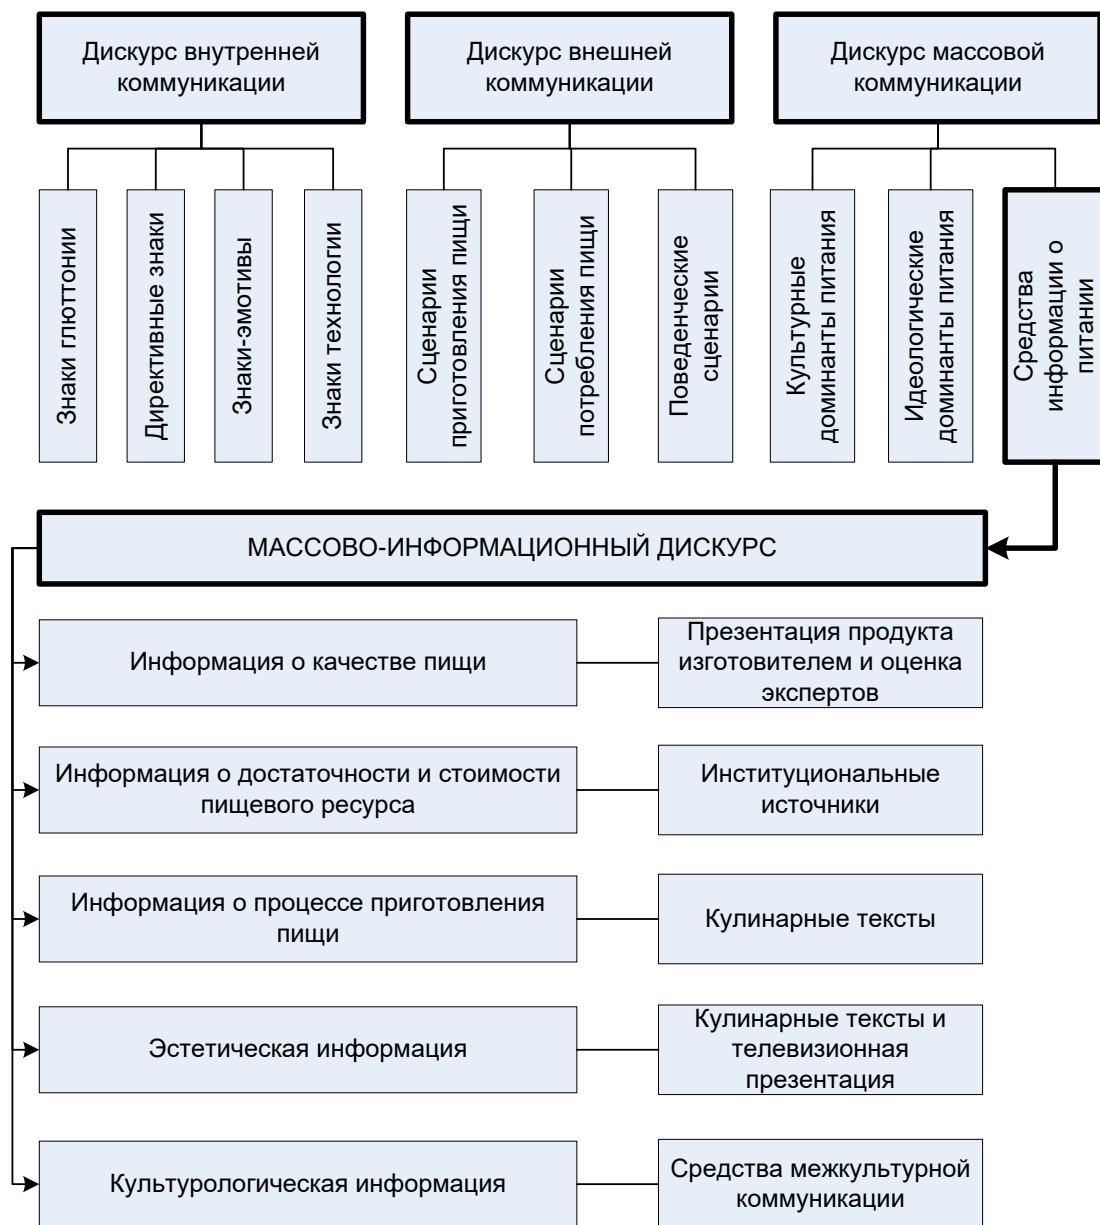 Дискурс внутренней
коммуникации
Дискурс внешней
коммуникации
Дискурс массовой
коммуникации
Знаки глюттонии
Директивные знаки
Знаки-эмотивы
Знаки технологии
Сценарии
приготовления пищи
Сценарии
потребления пищи
Поведенческие
сценарии
Культурные
доминанты питания
Идеологические
доминанты питания
Средства
информации о
питании
МАССОВО-ИНФОРМАЦИОННЫЙ ДИСКУРС
Информация о качестве пищи
Презентация продукта
изготовителем и оценка
экспертов
Информация о достаточности и стоимости
пищевого ресурса
Институциональные
источники
Информация о процессе приготовления
пищи
Кулинарные тексты
Эстетическая информация
Кулинарные тексты и
телевизионная
презентация
Культурологическая информация
Средства межкультурной
коммуникации